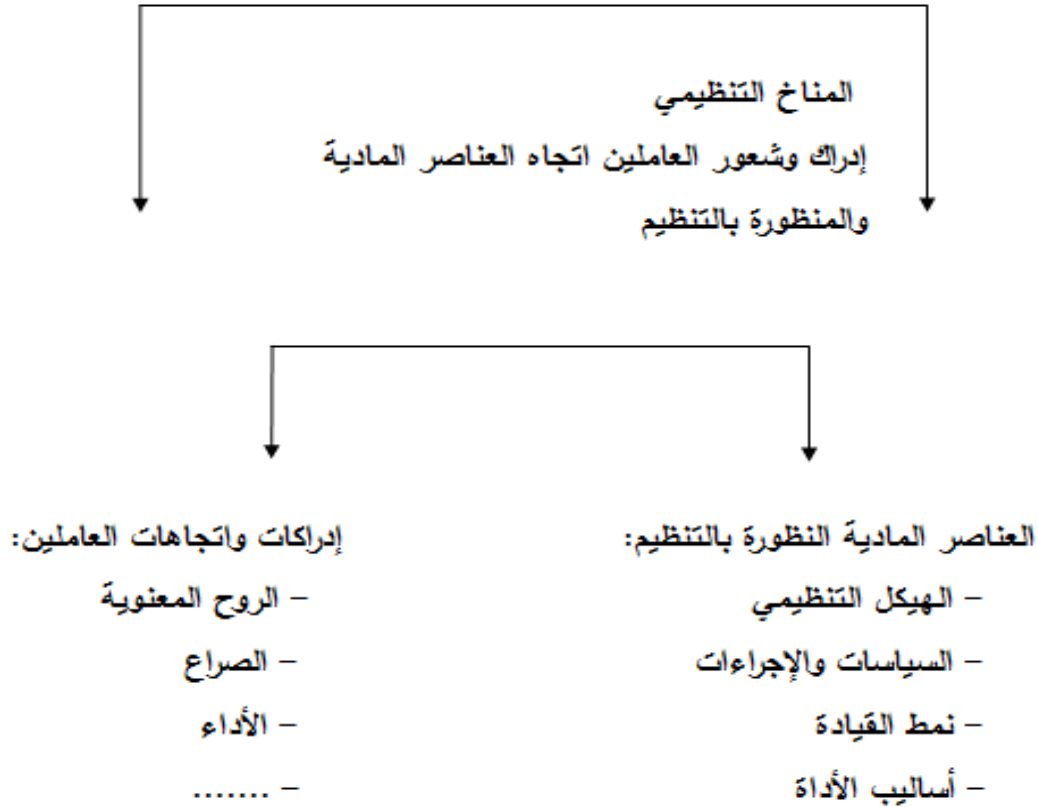 المناخ التنظيمي
إدراك وشعور العاملين اتجاه العناصر المادية
والمنظورة بالتنظيم
العناصر المادية النظورة بالتنظيم:
– الهيكل التنظيمي
– السياسات والإجراءات
– نمط القيادة
– أساليب الأداة
إدراكات واتجاهات العاملين:
– الروح المعنوية
– الصراع
– الأداء
– .......